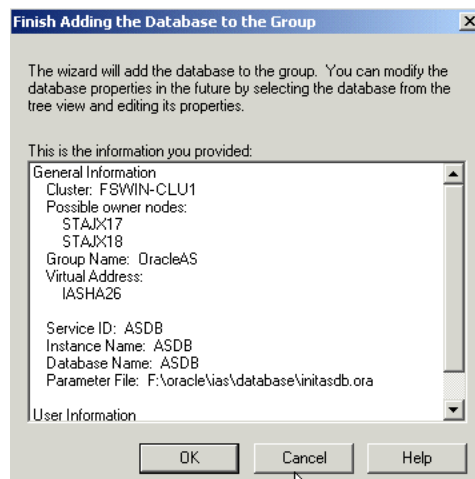 Finish Adding the Database to the Group
The wizard will add the database to the group. You can modify the
database properties in the future by selecting the database from the
tree view and editing its properties.
This is the information you provided:
General Information
Cluster: FSWIN-CLU1
Possible owner nodes:
STAJX17
STAJX18
Group Name: OracleAS
Virtual Address:
IASHA26
Service ID: ASDB
Instance Name: ASDB
Database Name: ASDB
Parameter File: F:\oracle\ias\database\initasdb.ora
User Information
OK Cancel Help